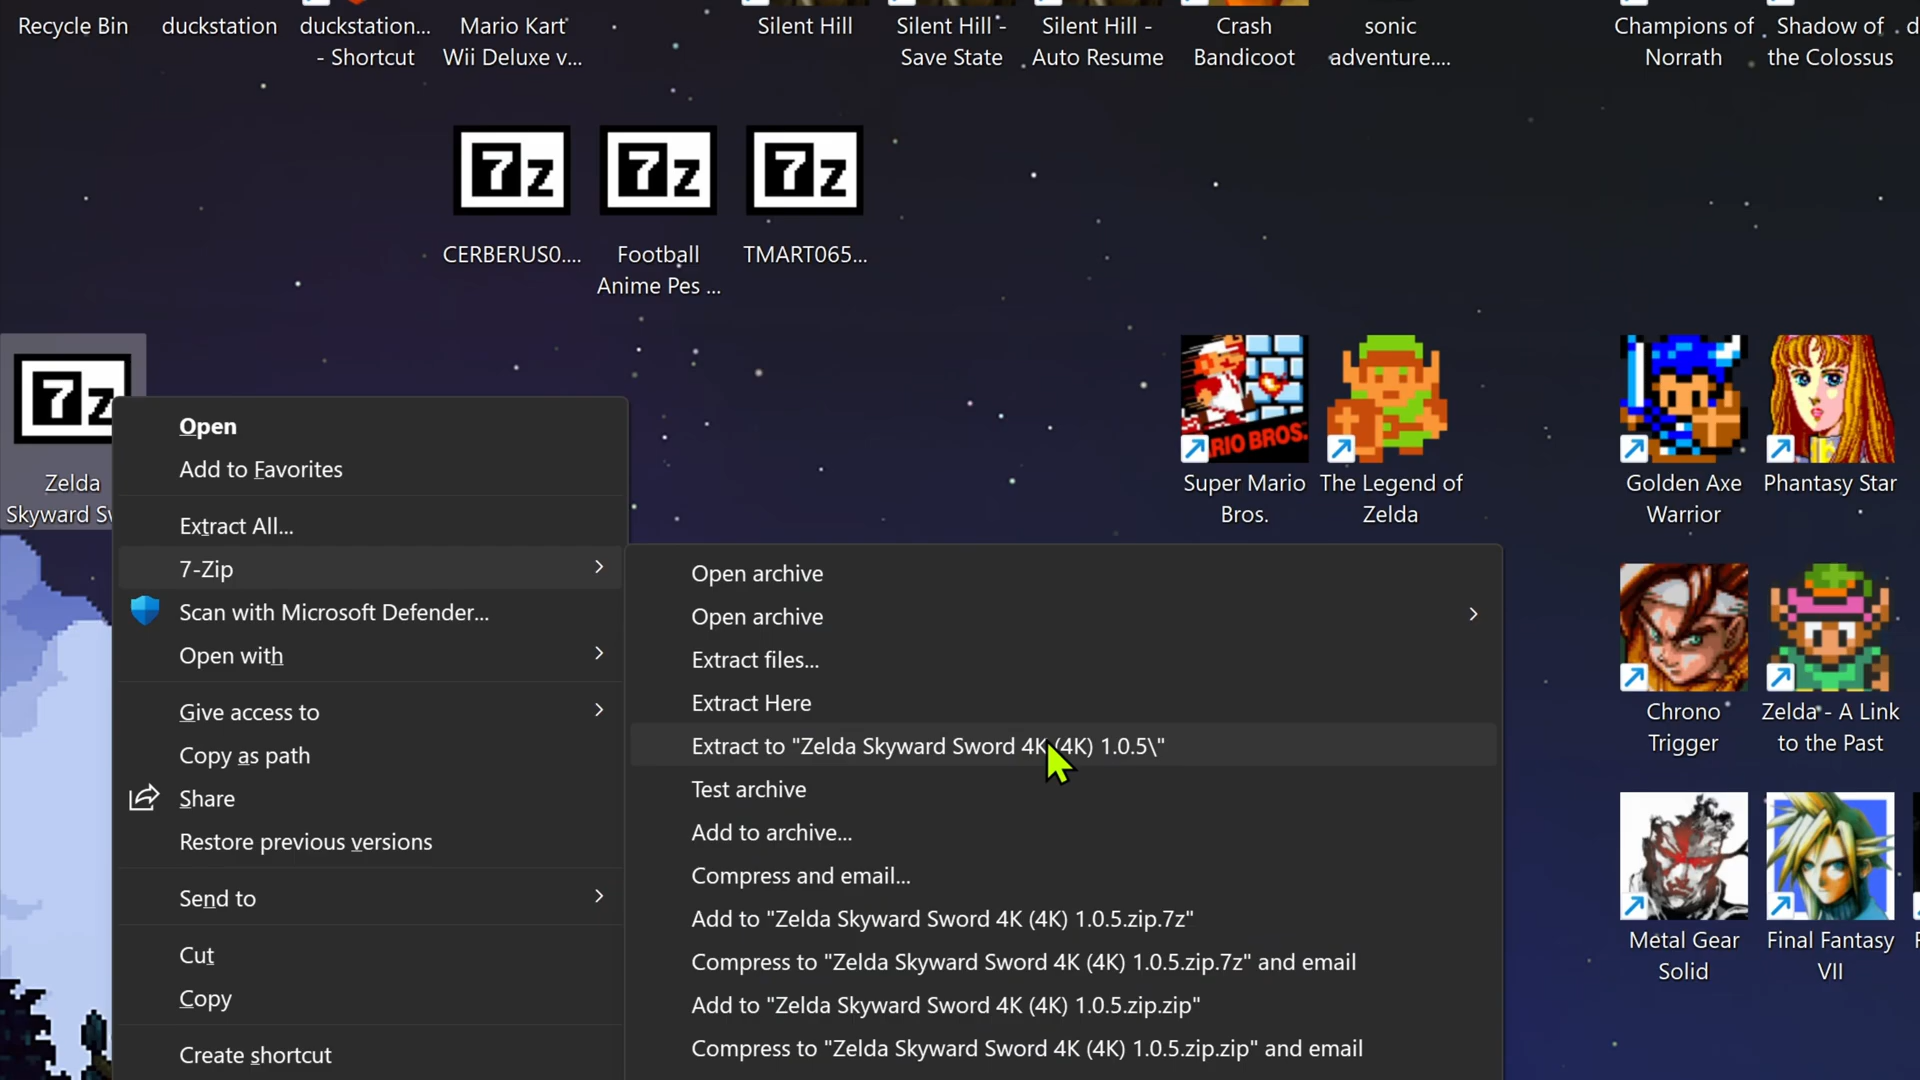 Recycle Bin
duckstation
duckstation...
- Shortcut
Mario Kart
Wii Deluxe v...
Silent Hill
Silent Hill -
Save State
Silent Hill -
Auto Resume
Crash
Bandicoot
sonic
adventure....
Champions of
Norrath
Shadow of
the Colossus
d
7z
7z
7z
CERBERUS0....
Football
Anime Pes ...
TMART065...
7z
Zelda
Skyward Sw
MARIO BROS.
Super Mario
Bros.
The Legend of
Zelda
Golden Axe
Warrior
Phantasy Star
Chrono
Trigger
Zelda - A Link
to the Past
Metal Gear
Solid
Final Fantasy
VII
Open
Add to Favorites
Extract All...
7-Zip
Scan with Microsoft Defender...
Open with
Give access to
Copy as path
Share
Restore previous versions
Send to
Cut
Copy
Create shortcut
Open archive
Open archive
Extract files...
Extract Here
Extract to "Zelda Skyward Sword 4K (4K) 1.0.5\"
Test archive
Add to archive...
Compress and email...
Add to "Zelda Skyward Sword 4K (4K) 1.0.5.zip.7z"
Compress to "Zelda Skyward Sword 4K (4K) 1.0.5.zip.7z" and email
Add to "Zelda Skyward Sword 4K (4K) 1.0.5.zip.zip"
Compress to "Zelda Skyward Sword 4K (4K) 1.0.5.zip.zip" and email